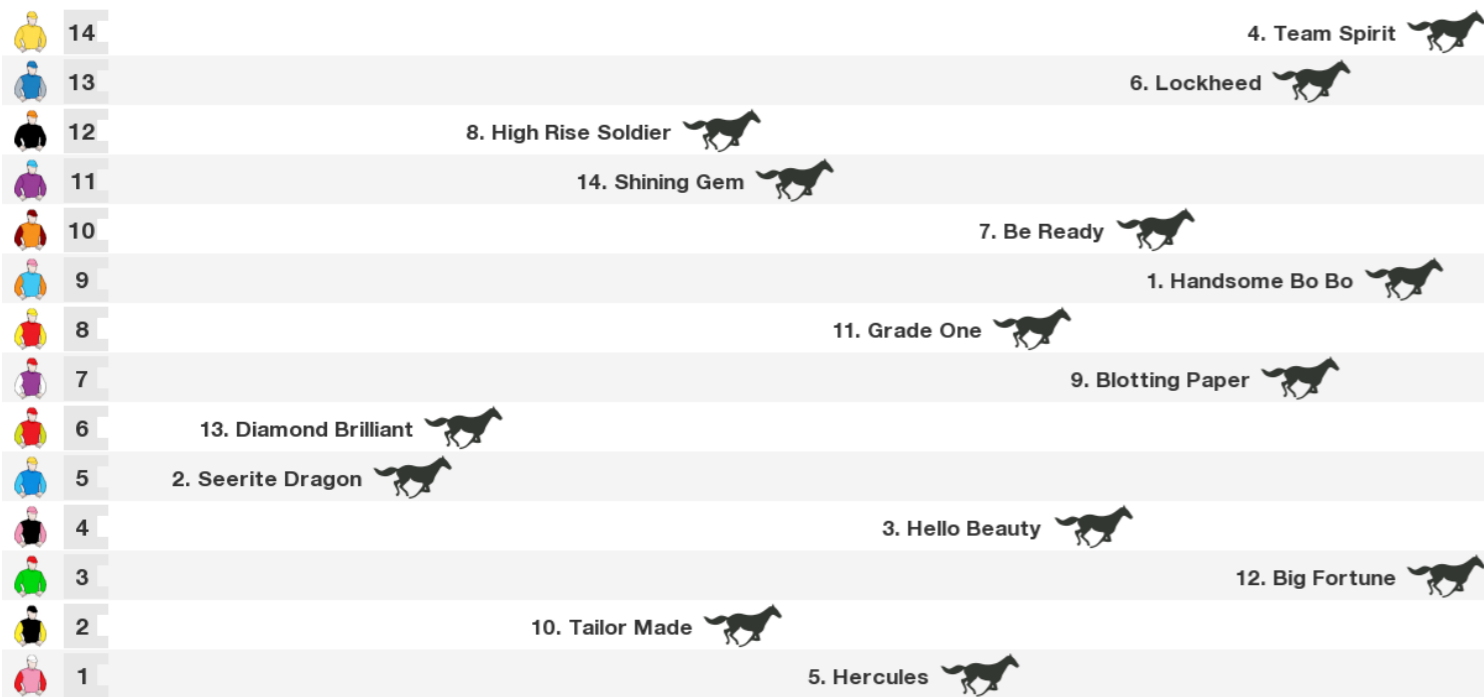 14 4. Team Spirit
13 6. Lockheed
12 8. High Rise Soldier
11 14. Shining Gem
10 7. Be Ready
9 1. Handsome Bo Bo
8 11. Grade One
7 9. Blotting Paper
6 13. Diamond Brilliant
5 2. Seerite Dragon
4 3. Hello Beauty
3 12. Big Fortune
2 10. Tailor Made
1 5. Hercules